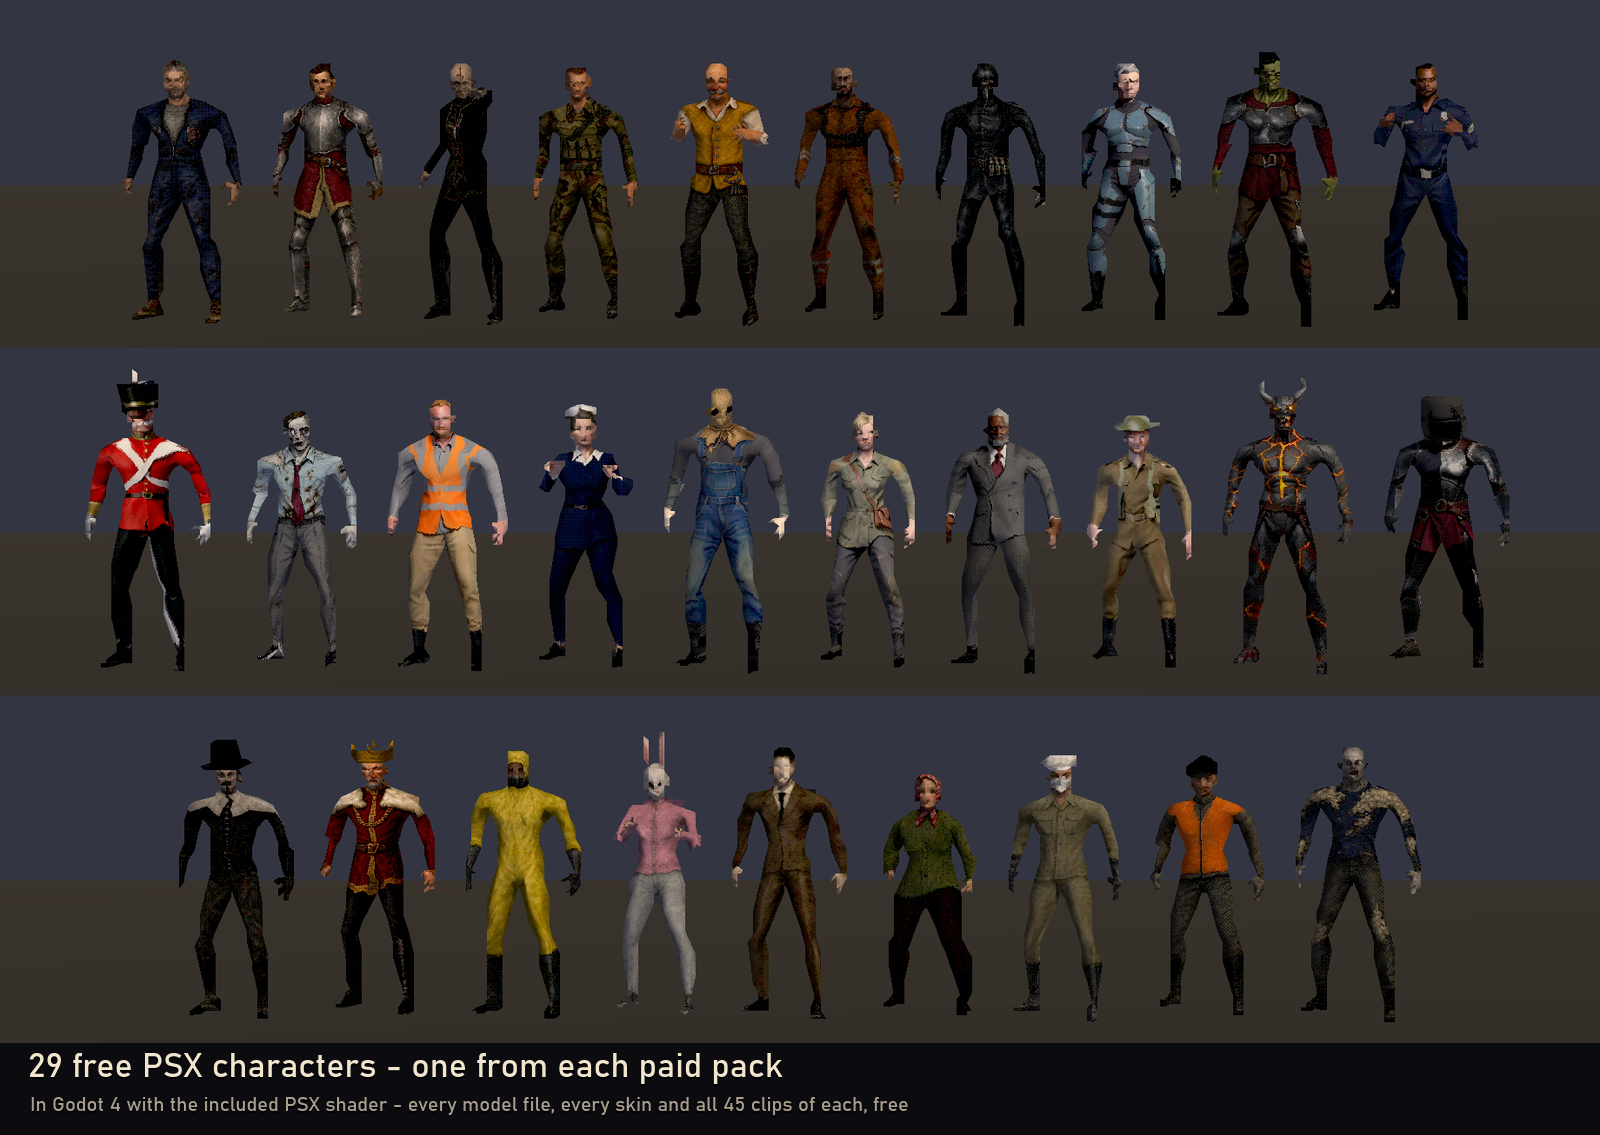 29 free PSX characters - one from each paid pack
In Godot 4 with the included PSX shader - every model file, every skin and all 45 clips of each, free